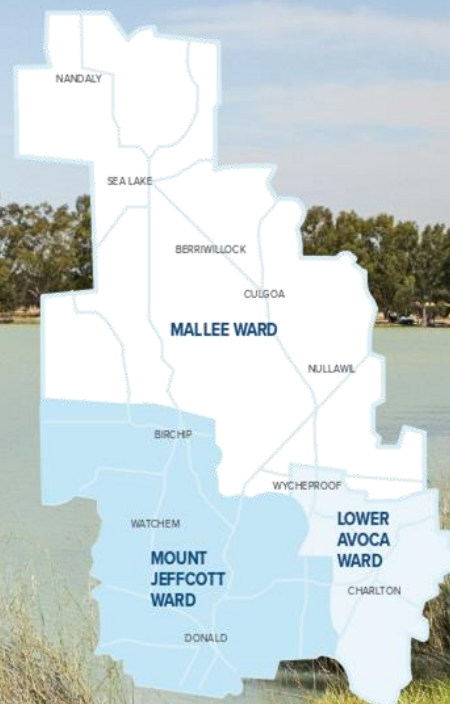 NANDALY
SEA LAKE
BERRIWILLOCK
CULGOA
MALLEE WARD
NULLAWIL
BIRCHIP
WYCHEPROOF
WATCHEM
LOWER
AVOCA
WARD
MOUNT
JEFFCOTT
WARD
CHARLTON
DONALD